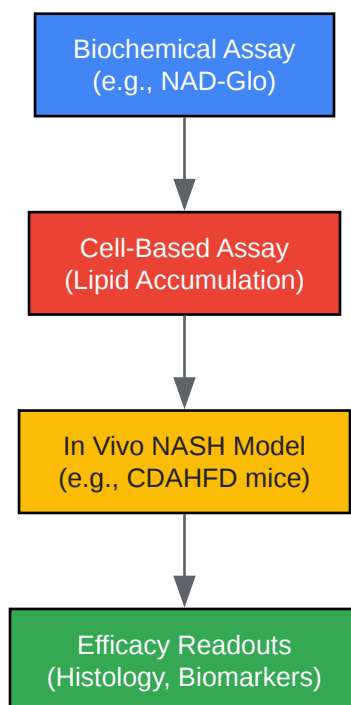 Biochemical Assay
(e.g., NAD-Glo)
Cell-Based Assay
(Lipid Accumulation)
In Vivo NASH Model
(e.g., CDAHFD mice)
Efficacy Readouts
(Histology, Biomarkers)